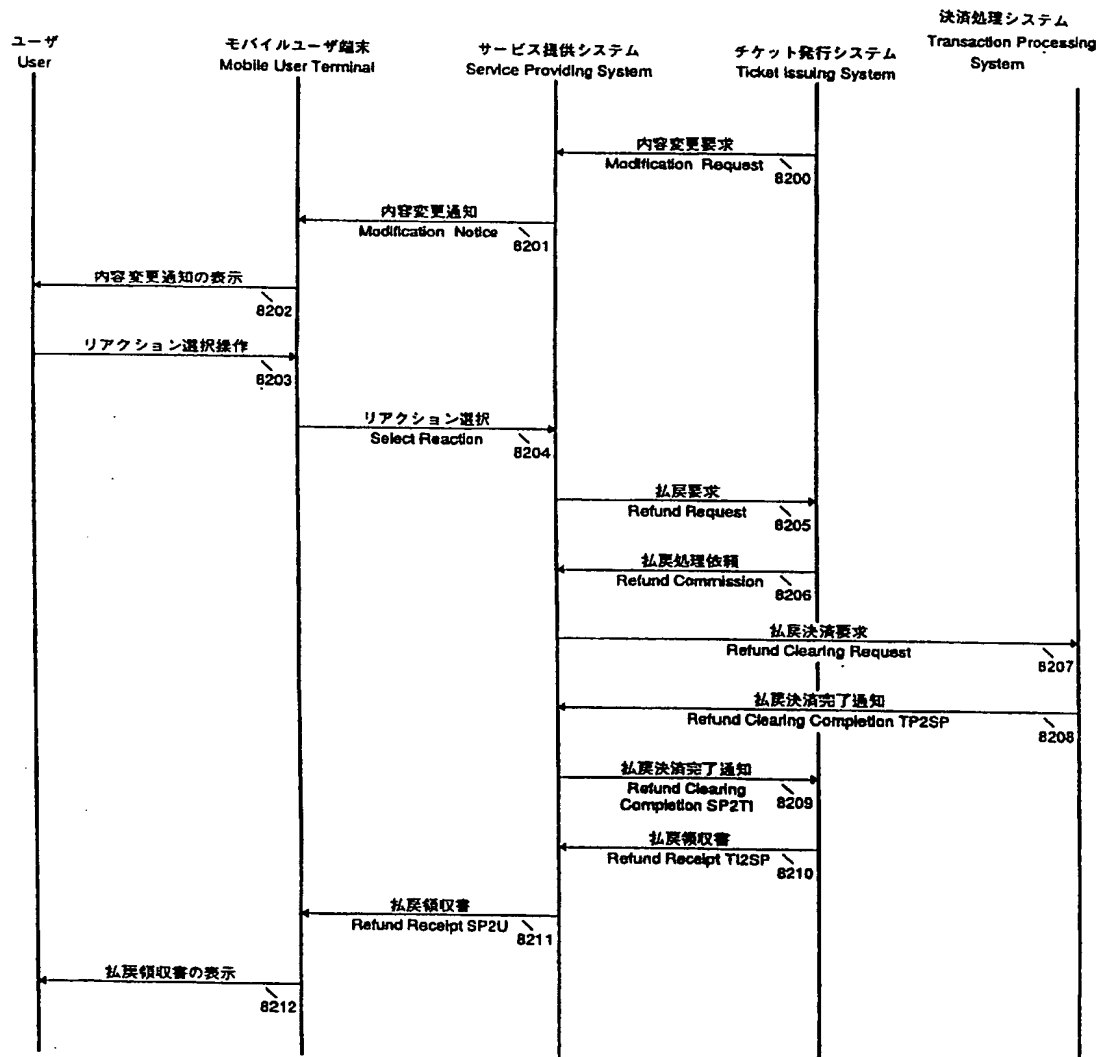 ユーザ
User
モバイルユーザ端末
Mobile User Terminal
サービス提供システム
Service Providing System
チケット発行システム
Ticket Issuing System
決済処理システム
Transaction Processing
System
内容変更要求
Modification Request
8200
内容変更通知
Modification Notice
8201
内容変更通知の表示
8202
リアクション選択操作
8203
リアクション選択
Select Reaction
8204
払戻要求
Refund Request
8205
払戻処理依頼
Refund Commission
8206
払戻決済要求
Refund Clearing Request
8207
払戻決済完了通知
Refund Clearing Completion TP2SP
8208
払戻決済完了通知
Refund Clearing
Completion SP2TI
8209
払戻領収書
Refund Receipt TI2SP
8210
払戻領収書
Refund Receipt SP2U
8211
払戻領収書の表示
8212